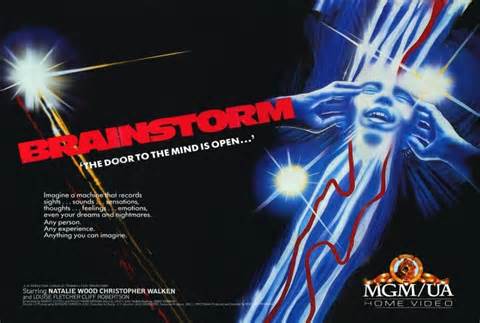 BRAINSTORM
'THE DOOR TO THE MIND IS OPEN...'
Imagine a machine that records
sights... sounds... sensations,
thoughts... feelings... emotions,
even your dreams and nightmares.
Any person.
Any experience.
Anything you can imagine.
Starring NATALIE WOOD CHRISTOPHER WALKEN
and LOUISE FLETCHER CLIFF ROBERTSON
MGM/UA
HOME VIDEO